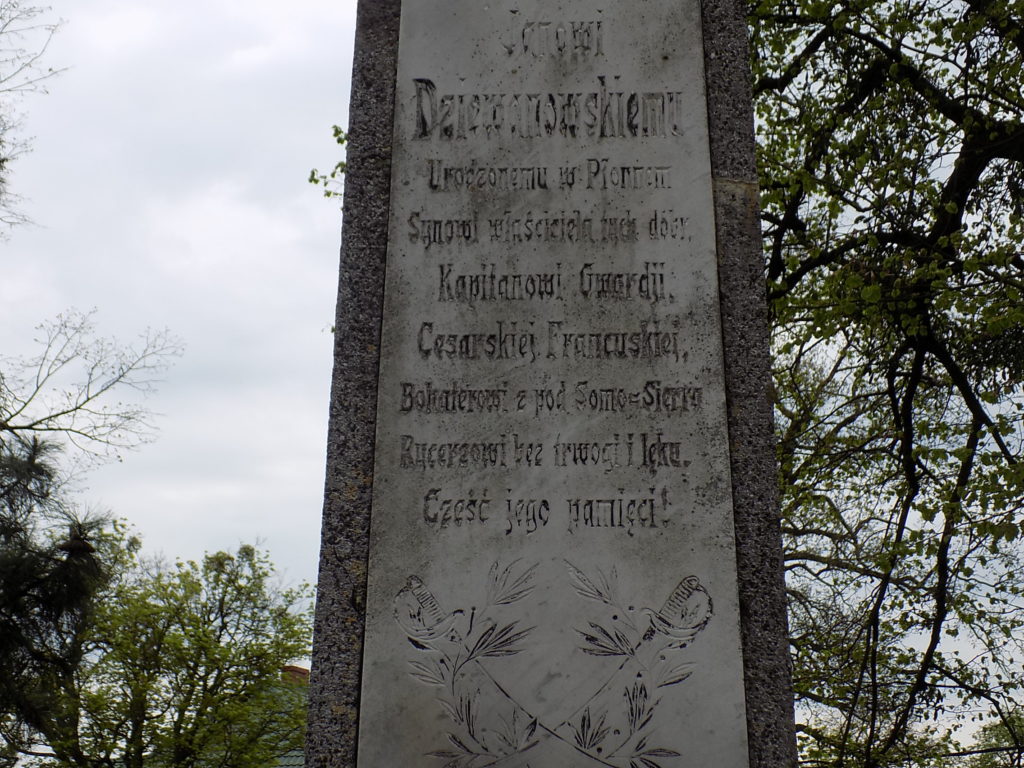 Janowi
Dziewanowskiemu
Urodzonemu w Płonnem
Synowi właściciela tych dóbr.
Kapitanowi Gwardji,
Cesarskiej Francuskiej,
Bohaterowi z pod Somo=Sierra
Rycerzowi bez trwogi i lęku.
Cześć jego pamięci!